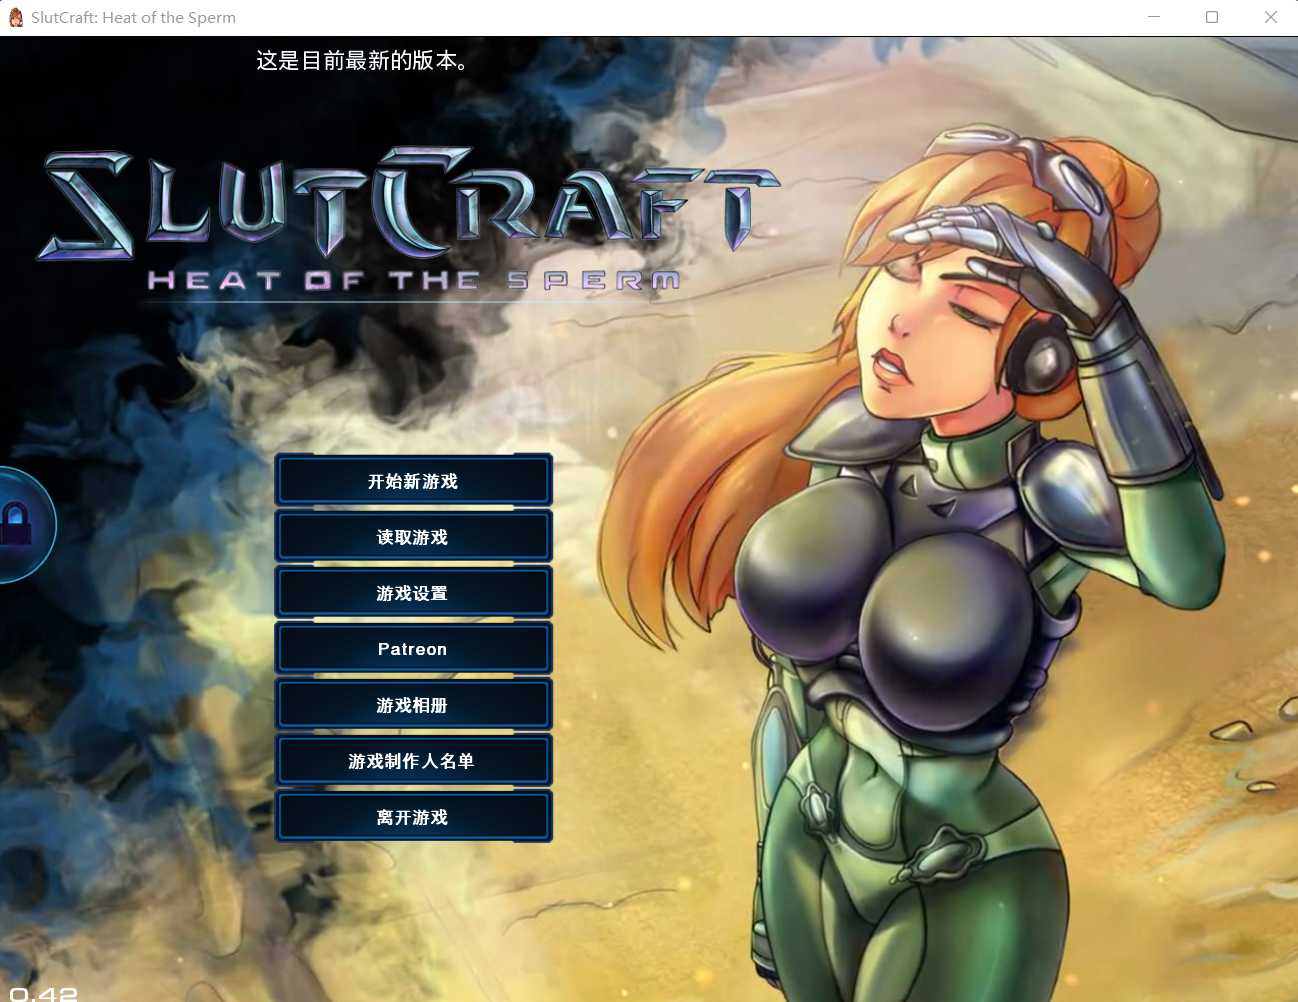 SlutCraft: Heat of the Sperm
这是目前最新的版本。
SLUTCRAFT
HEAT OF THE SPERM
开始新游戏
读取游戏
游戏设置
Patreon
游戏相册
游戏制作人名单
离开游戏
0.42